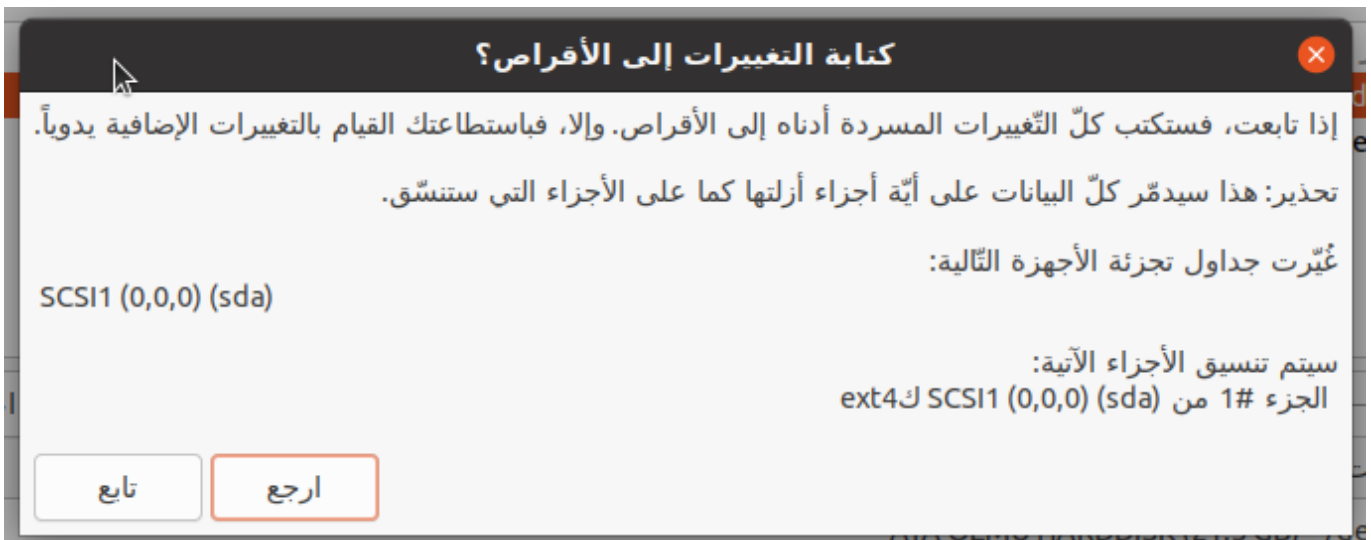 كتابة التغييرات إلى الأقراص؟
إذا تابعت، فستكتب كلّ التّغييرات المسردة أدناه إلى الأقراص. وإلا، فباستطاعتك القيام بالتغييرات الإضافية يدوياً.
تحذير: هذا سيدمّر كلّ البيانات على أيّة أجزاء أزلتها كما على الأجزاء التي ستنسّق.
غُيّرت جداول تجزئة الأجهزة التّالية:
SCSI1 (0,0,0) (sda)
سيتم تنسيق الأجزاء الآتية:
الجزء #1 من SCSI1 (0,0,0) (sda) كext4
ارجع
تابع